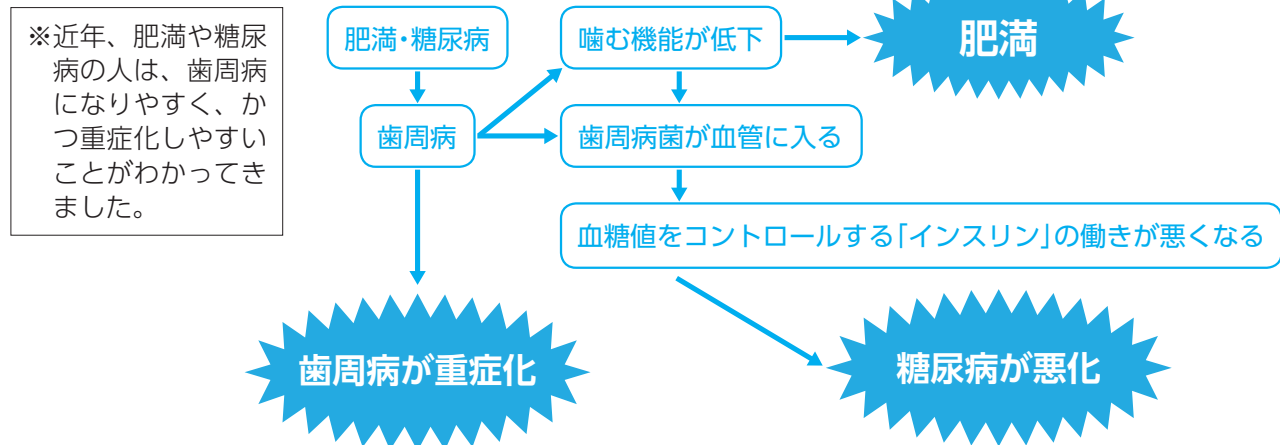 ※近年、肥満や糖尿
病の人は、歯周病
になりやすく、か
つ重症化しやすい
ことがわかってき
ました。
肥満・糖尿病
噛む機能が低下
肥満
歯周病
歯周病菌が血管に入る
血糖値をコントロールする「インスリン」の働きが悪くなる
歯周病が重症化
糖尿病が悪化